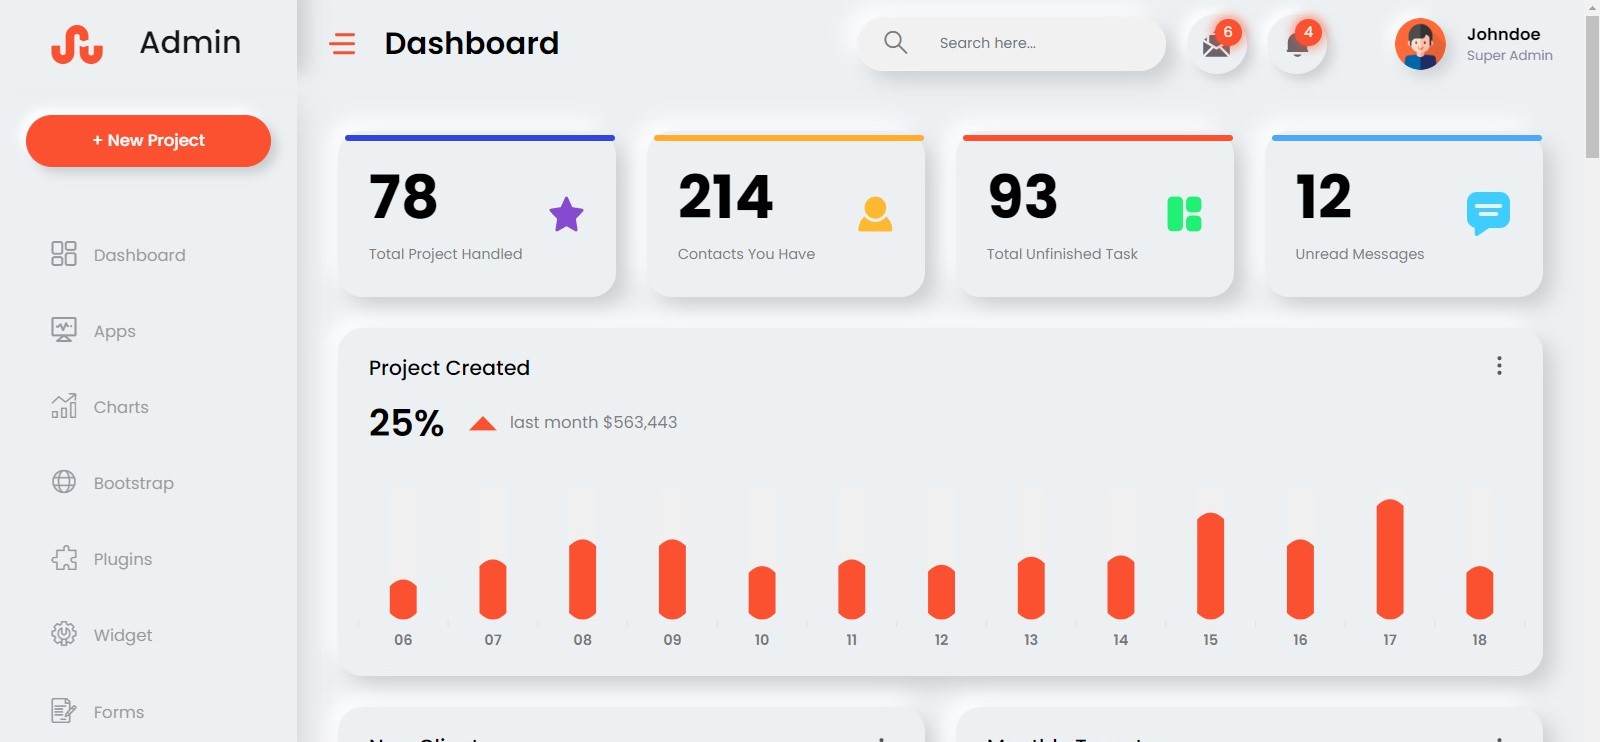 Admin
Dashboard
Search here...
6
4
Johndoe
Super Admin
+ New Project
Dashboard
Apps
Charts
Bootstrap
Plugins
Widget
Forms
78
Total Project Handled
214
Contacts You Have
93
Total Unfinished Task
12
Unread Messages
Project Created
25% last month $563,443
06 07 08 09 10 11 12 13 14 15 16 17 18